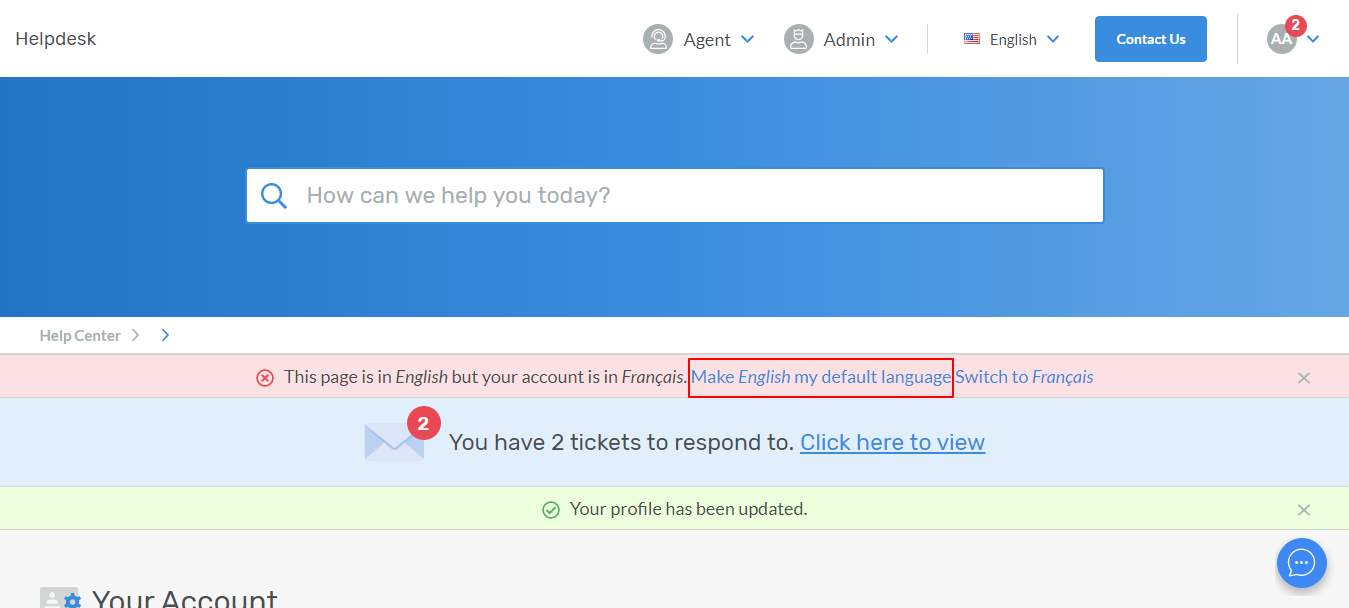 Helpdesk
Agent
Admin
English
Contact Us
AA
2
How can we help you today?
Help Center
This page is in English but your account is in Français. Make English my default language Switch to Français
2
You have 2 tickets to respond to. Click here to view
Your profile has been updated.
Your Account